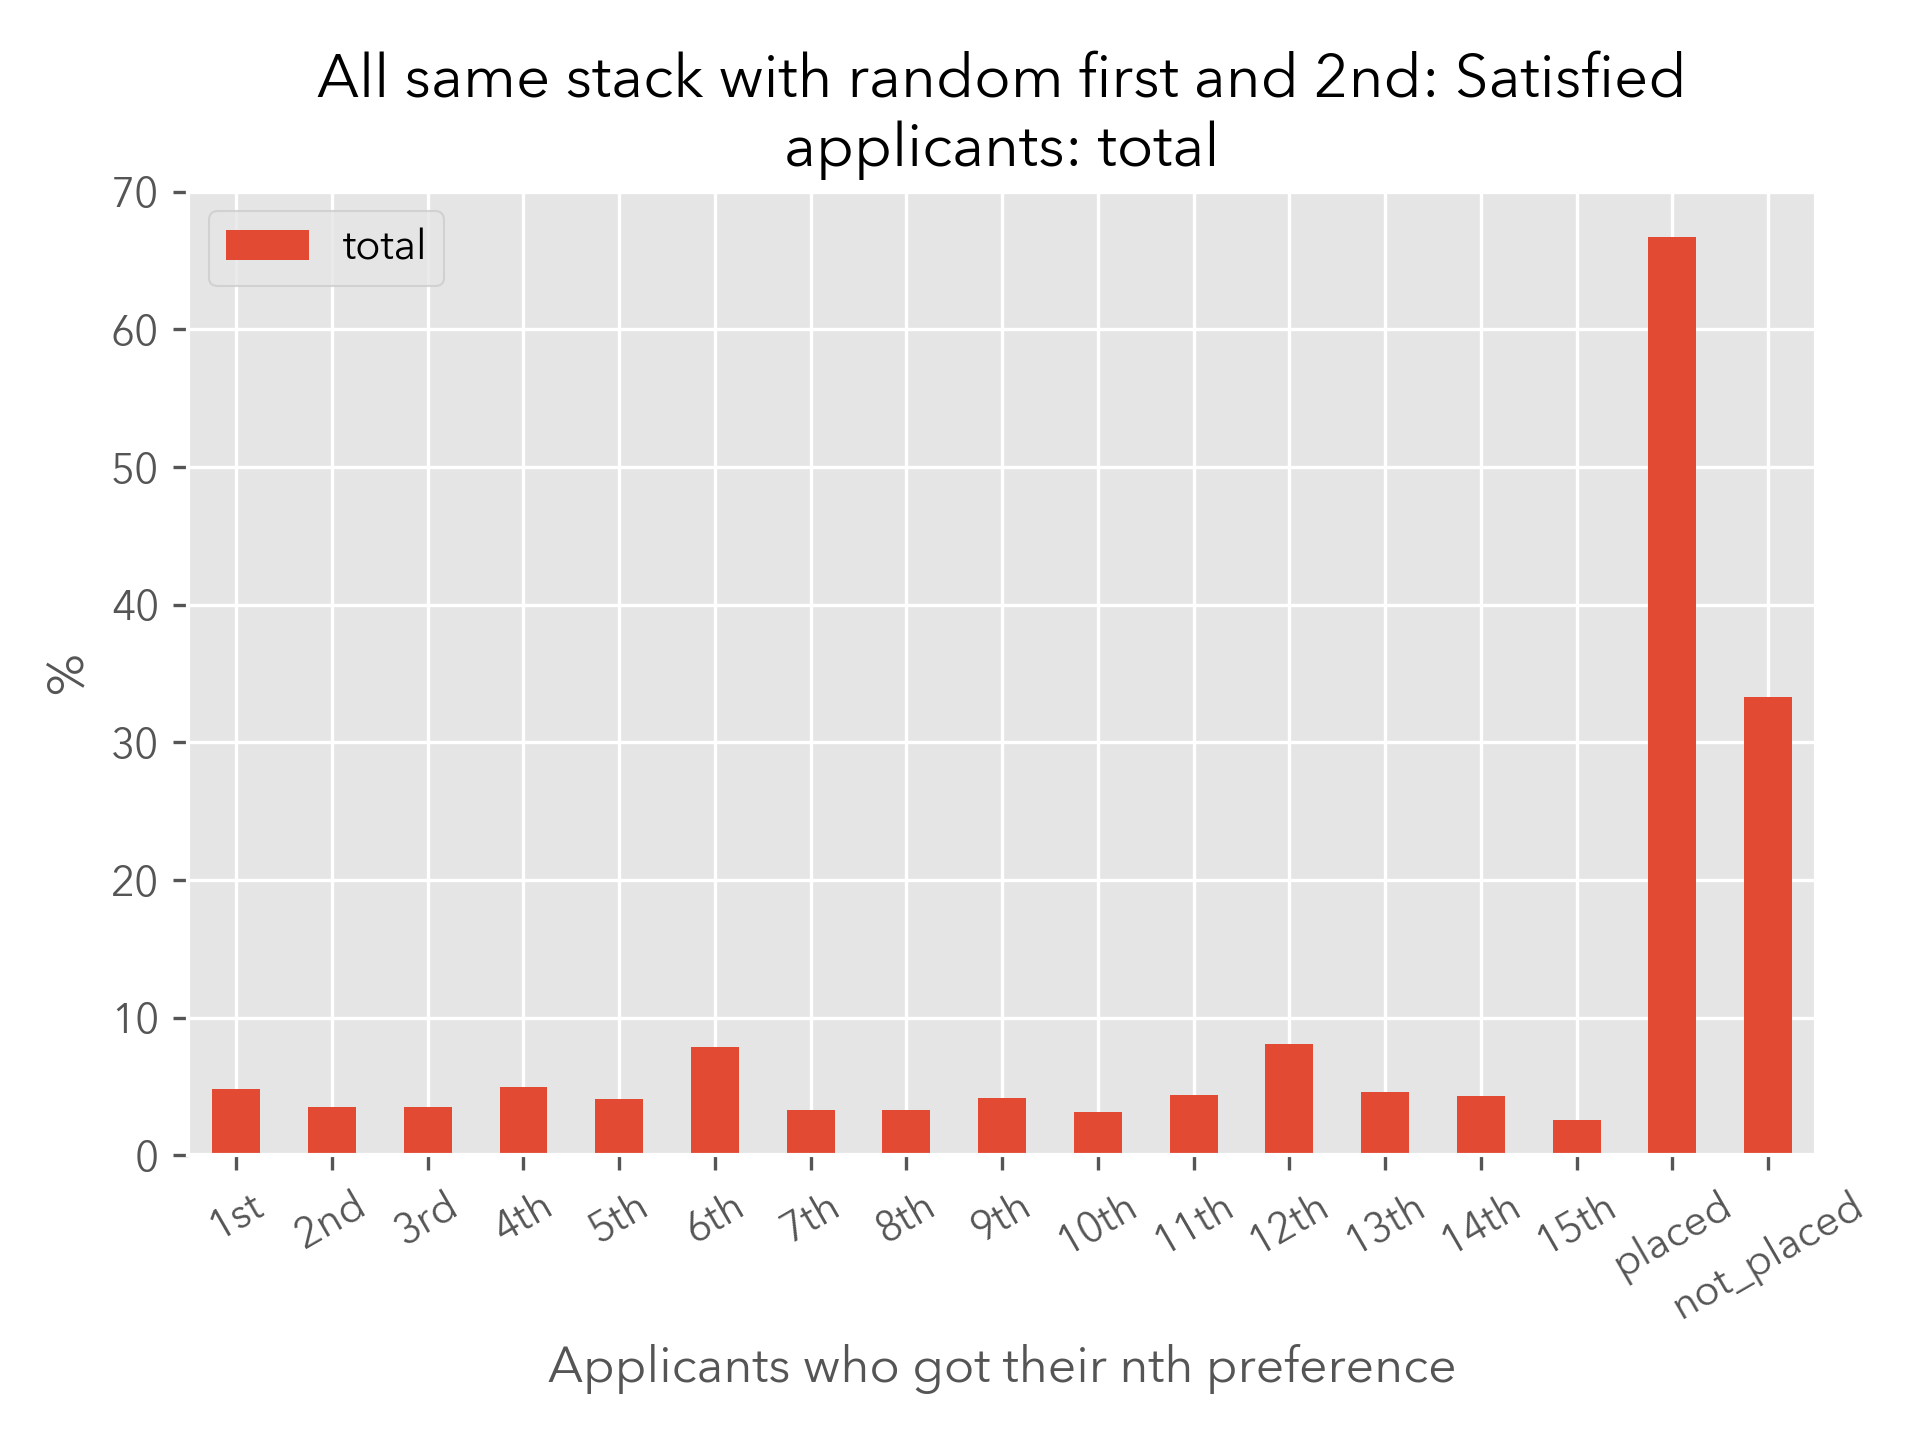 All same stack with random first and 2nd: Satisfied
applicants: total
total
70
60
50
40
30
20
10
0
%
1st
2nd
3rd
4th
5th
6th
7th
8th
9th
10th
11th
12th
13th
14th
15th
placed
not_placed
Applicants who got their nth preference